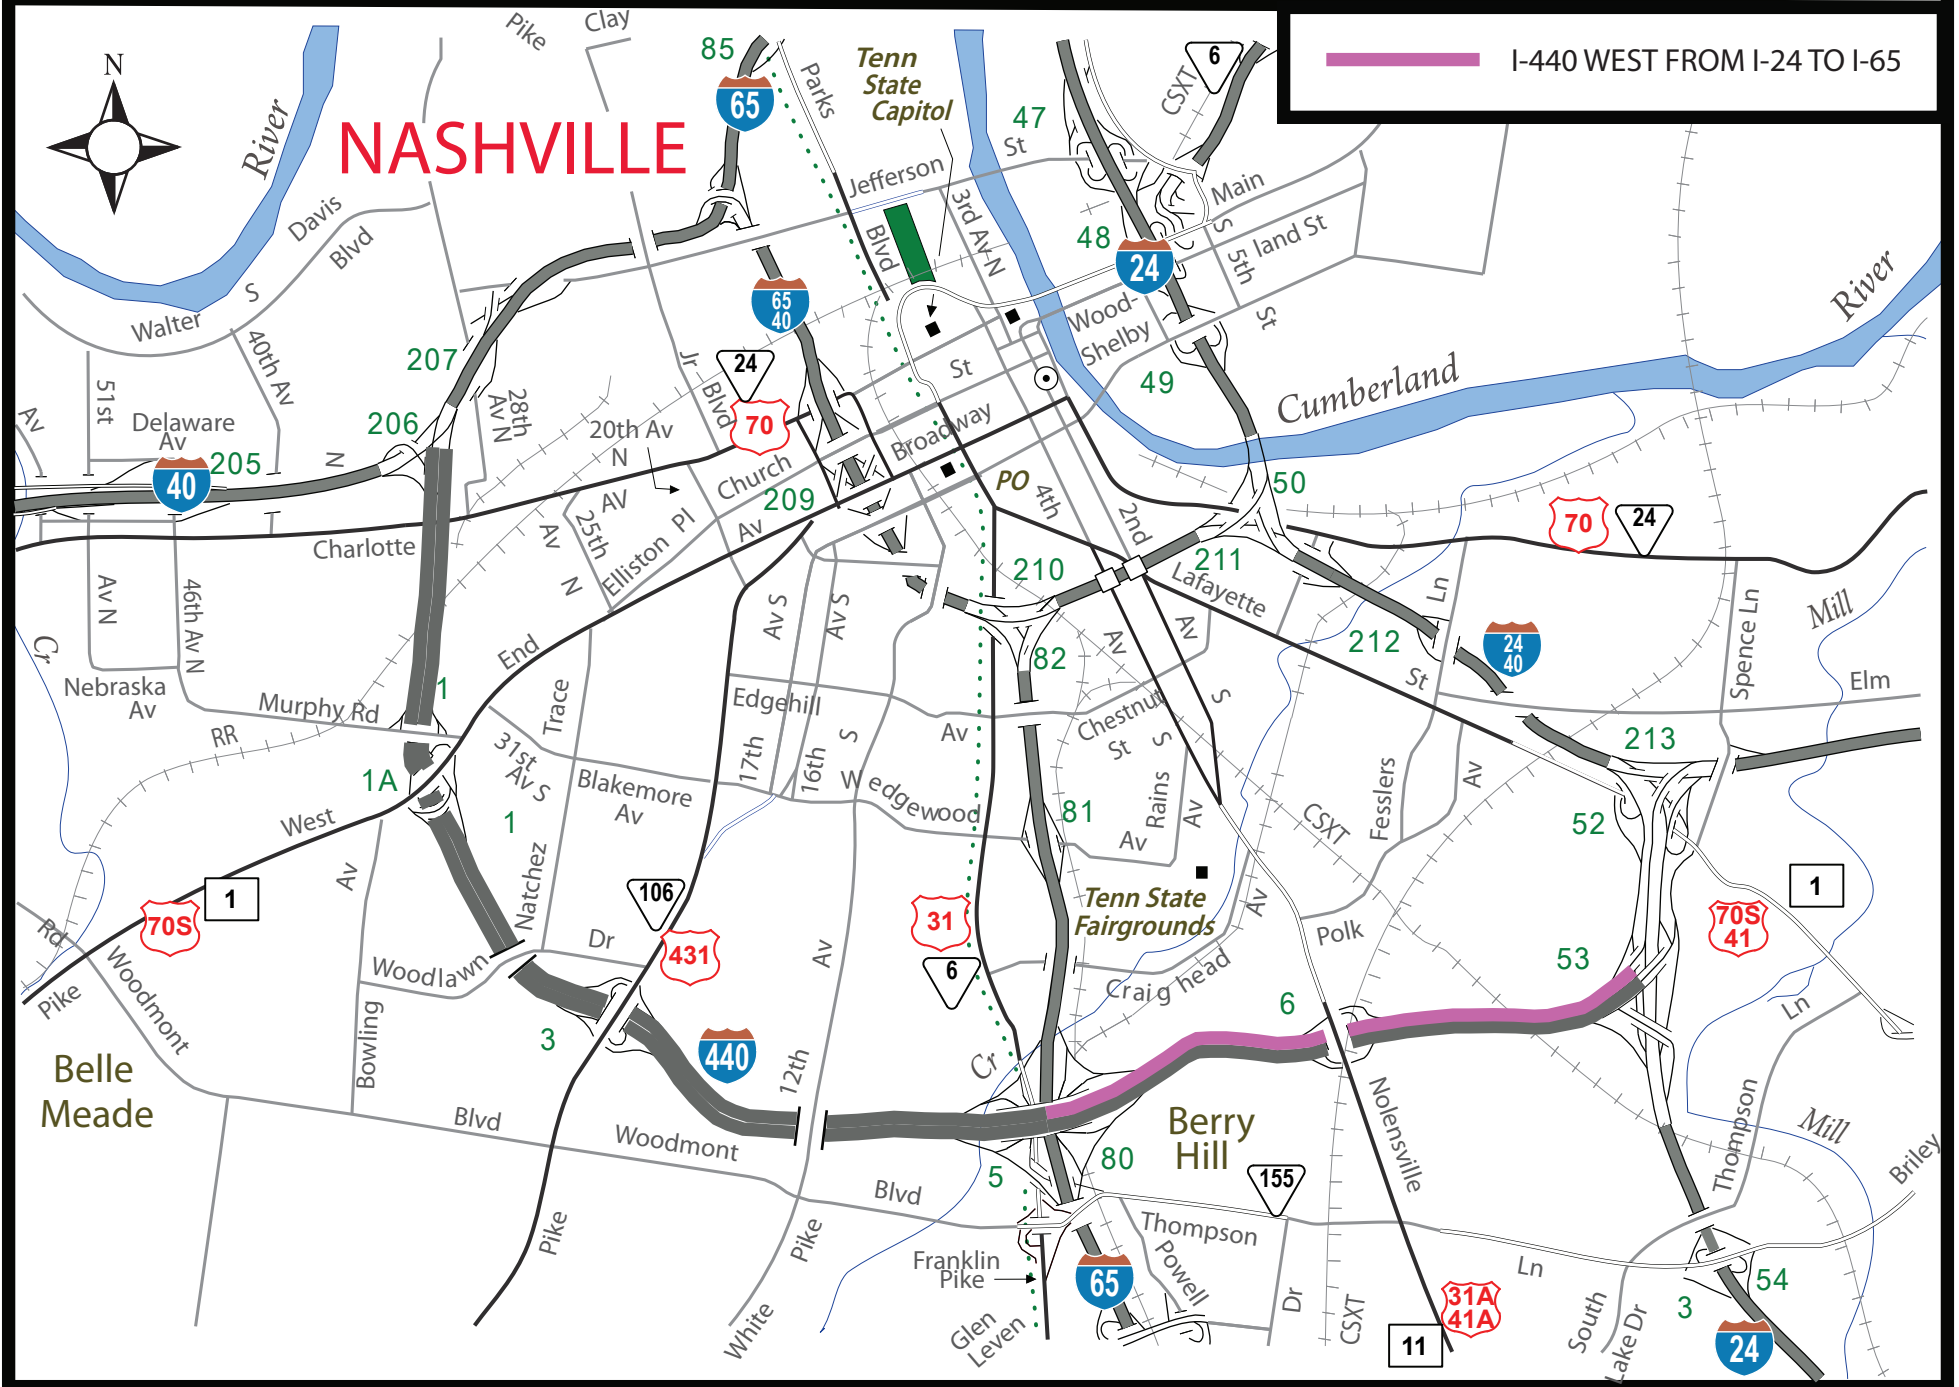 I-440 WEST FROM I-24 TO I-65
N
NASHVILLE
River
Pike
Clay
85
65
Parks
Tenn
State
Capitol
47
St
CSXT
6
Jefferson
Main
S
Davis
Blvd
3rd Av N
Blvd
48
24
5th
land St
St
S
Walter
40th Av
65
40
Wood-
Shelby
River
207
51st
Delaware
Av
Av
206
205
40
N
28th
Av N
Jr
Blvd
24
70
20th Av
N
St
Broadway
49
Cumberland
Church
209
PO
50
4th
2nd
70
24
Charlotte
AV
25th
Av
N
Elliston
Pl
Av
210
211
Lafayette
Ln
212
24
40
Spence Ln
Mill
Av N
46th Av N
Cr
Nebraska
Av
Murphy Rd
RR
1
End
Trace
Av S
Av S
82
Av
Av
S
St
Elm
Edgehill
Av
Chestnut
St
S
213
31st
Av S
17th
16th
S
W
edgewood
1A
1
Blakemore
Av
81
Av
Rains
Av
CSXT
Fesslers
Av
52
West
Av
Natchez
106
431
Av
31
6
Tenn State
Fairgrounds
Av
Polk
53
70S
41
1
1
70S
Rd
Pike
Woodmont
Woodlawn
Dr
Bowling
3
440
12th
Cr
Craig
head
6
Ln
Belle
Meade
Blvd
Woodmont
Blvd
5
80
Berry
Hill
155
Nolensville
Thompson
Mill
Briley
Pike
Pike
White
Franklin
Pike
Glen
Leven
65
Thompson
Powell
Dr
CSXT
11
31A
41A
Ln
South
Lake Dr
3
54
24